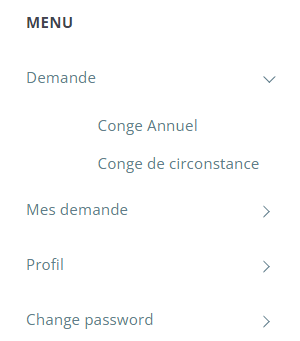 MENU
Demande
Conge Annuel
Conge de circonstance
Mes demande
Profil
Change password